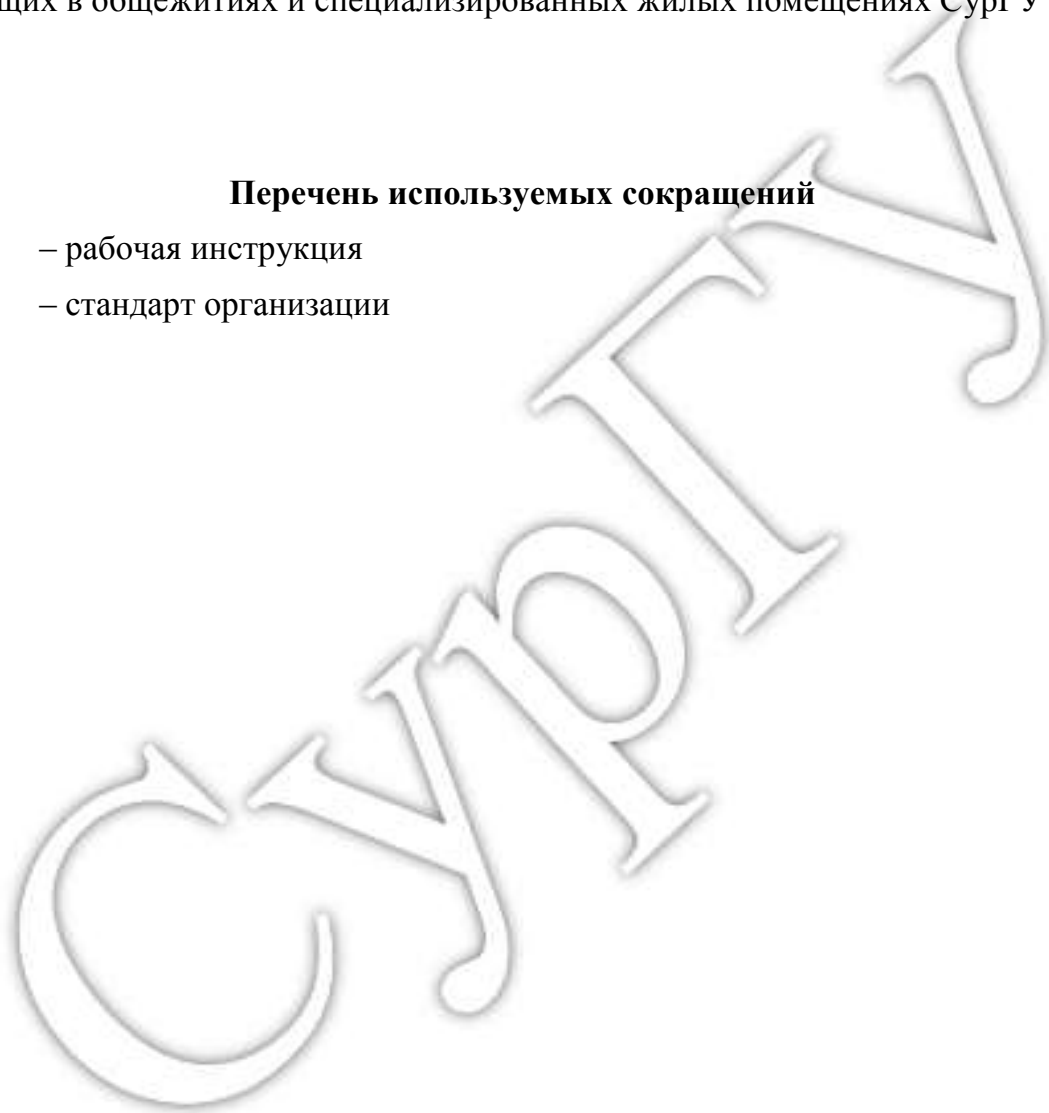 щих в общежитиях и специализированных жилых помещениях СурГУ
Перечень используемых сокращений
– рабочая инструкция
– стандарт организации
СурГУ